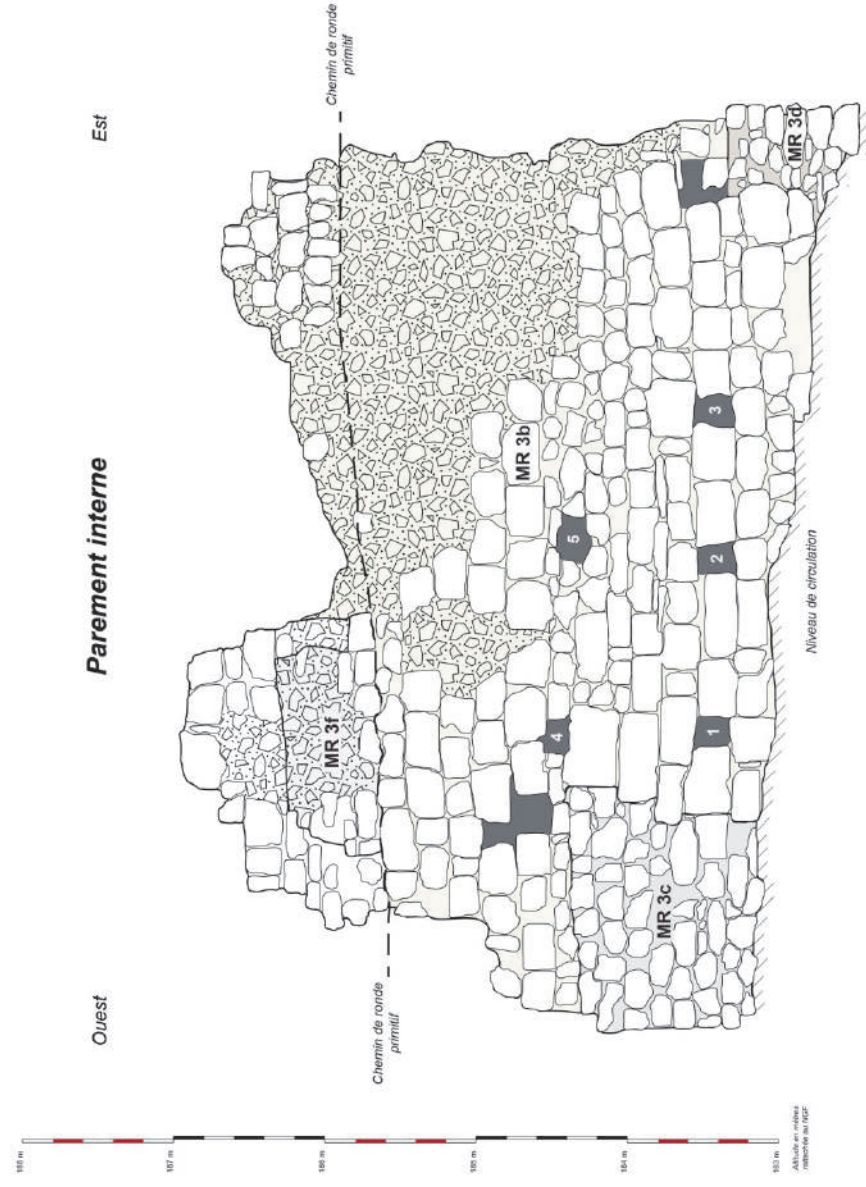 Parement interne
Ouest
Est
Chemin de ronde
primitif
Chemin de ronde
primitif
MR 3f
MR 3b
MR 3c
MR 3d
1
2
3
4
5
Niveau de circulation
188 m
187 m
186 m
185 m
184 m
183 m
Altitude en mètres
rattachée au NGF